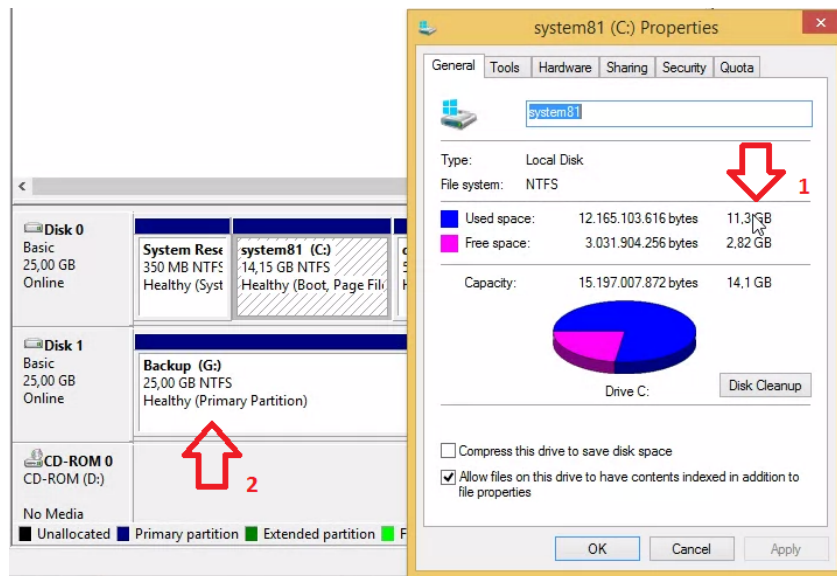 system81 (C:) Properties
General Tools Hardware Sharing Security Quota
system81
Type: Local Disk
File system: NTFS
1
Used space: 12.165.103.616 bytes 11,3 GB
Free space: 3.031.904.256 bytes 2,82 GB
Capacity: 15.197.007.872 bytes 14,1 GB
Drive C:
Disk Cleanup
Compress this drive to save disk space
Allow files on this drive to have contents indexed in addition to
file properties
OK Cancel Apply
Disk 0
Basic
25,00 GB
Online
System Rese
350 MB NTFS
Healthy (Syst
system81 (C:)
14,15 GB NTFS
Healthy (Boot, Page File
Disk 1
Basic
25,00 GB
Online
Backup (G:)
25,00 GB NTFS
Healthy (Primary Partition)
2
CD-ROM 0
CD-ROM (D:)
No Media
Unallocated Primary partition Extended partition F